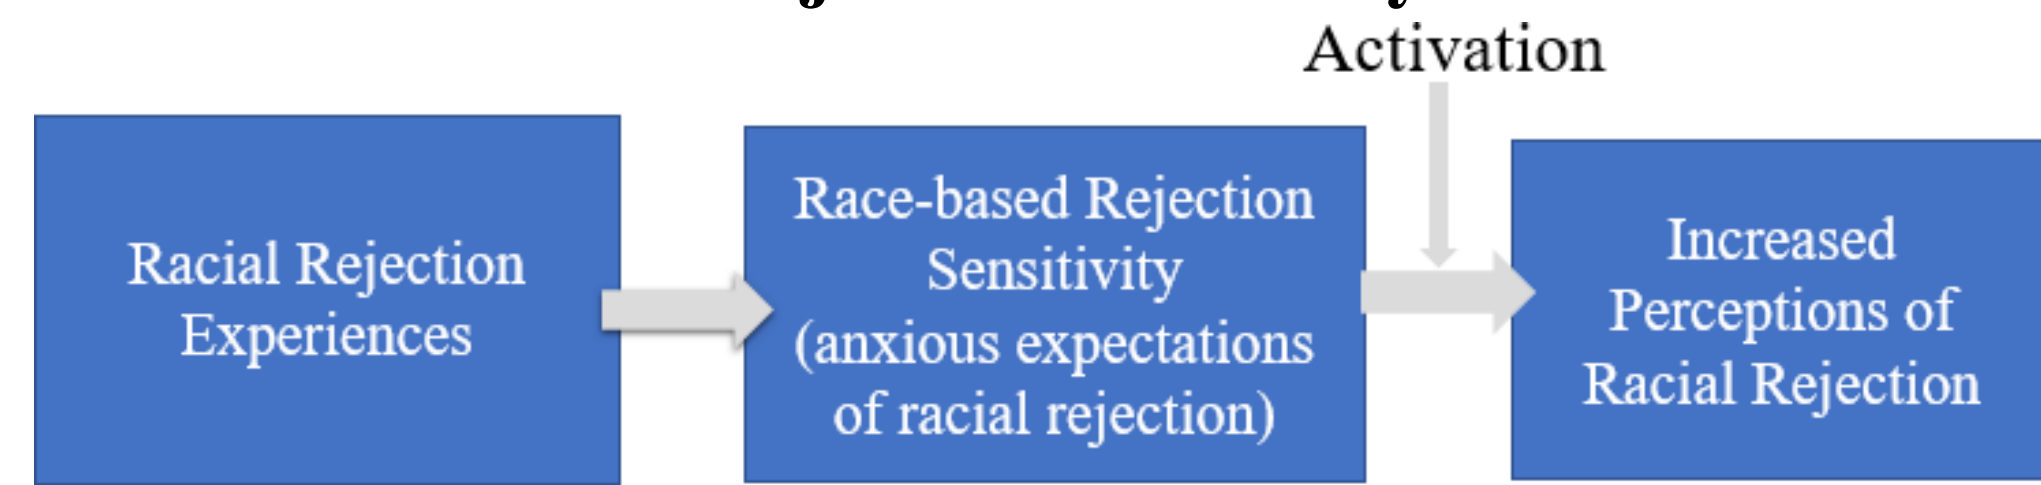 Activation
Racial Rejection
Experiences
Race-based Rejection
Sensitivity
(anxious expectations
of racial rejection)
Increased
Perceptions of
Racial Rejection